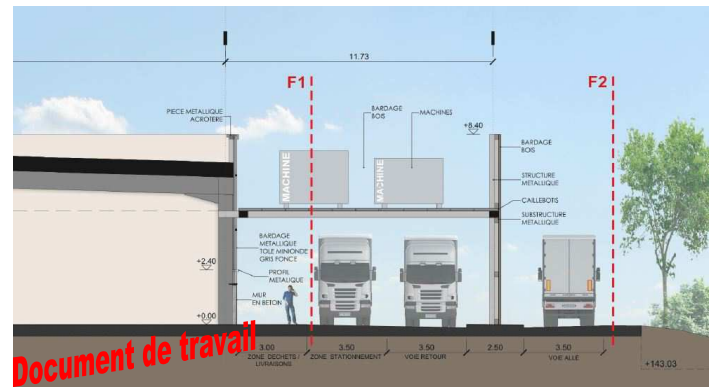 11.73
F1
F2
PIECE METALLIQUE
ACROTERE
BARDAGE
BOIS
MACHINES
+8.40
BARDAGE
BOIS
MACHINE
MACHINE
STRUCTURE
METALLIQUE
CAILLEBOTIS
SUBSTRUCTURE
METALLIQUE
BARDAGE
METALLIQUE
TOLE MINIONDE
GRIS FONCE
+2.40
PROFIL
METALIQUE
MUR
EN BETON
+0.00
Document de travail
3.00
3.50
3.50
2.50
3.50
ZONE DECHETS /
LIVRAISONS
ZONE STATIONNEMENT
VOIE RETOUR
VOIE ALLE
+143.03